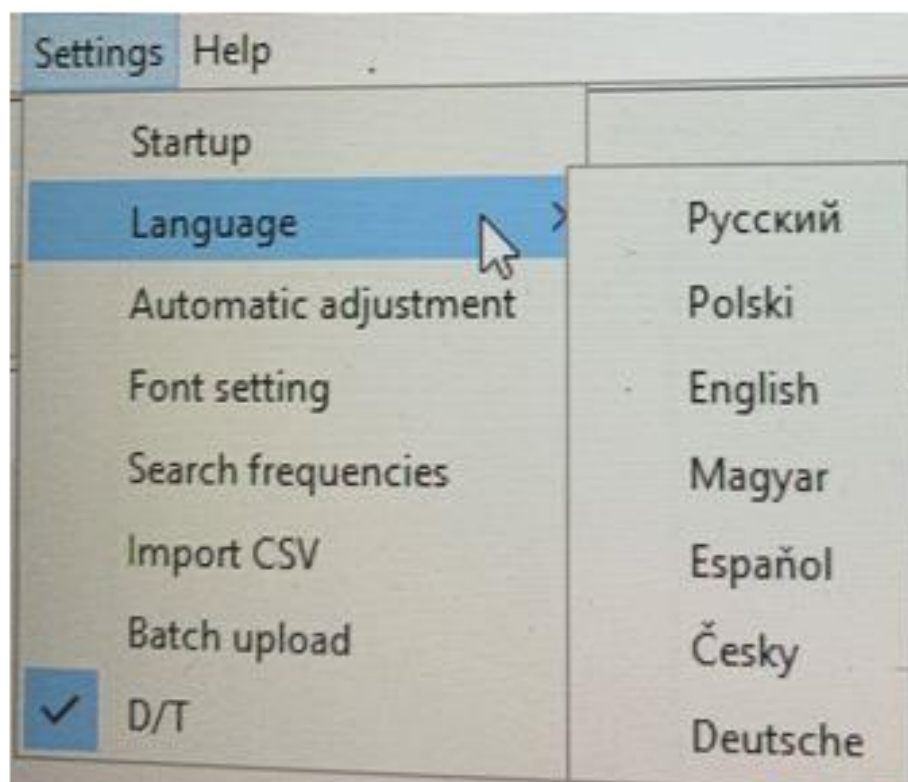 Settings Help
Startup
Language
Automatic adjustment
Font setting
Search frequencies
Import CSV
Batch upload
D/T
Русский
Polski
English
Magyar
Espaňol
Česky
Deutsche